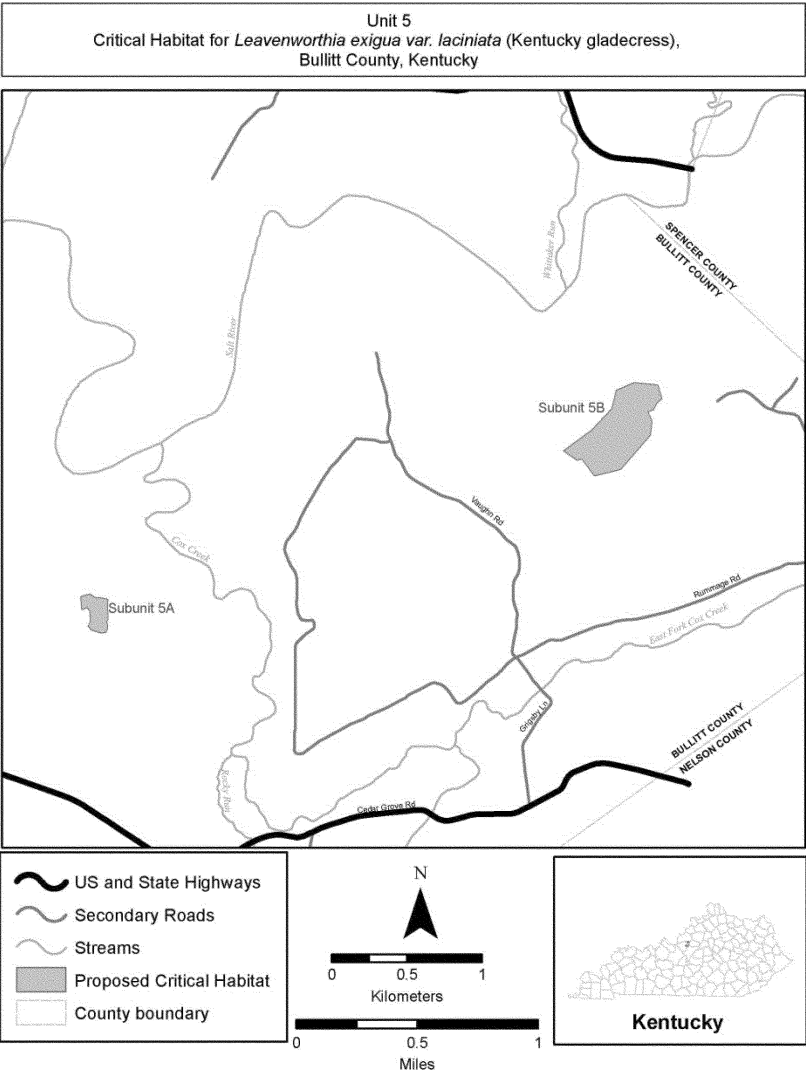 Unit 5
Critical Habitat for Leavenworthia exigua var. laciniata (Kentucky gladecress),
Bullitt County, Kentucky
Whittaker Run
SPENCER COUNTY
BULLITT COUNTY
Salt River
Subunit 5B
Vaughn Rd
Cox Creek
Rummage Rd
Subunit 5A
East Fork Cox Creek
Grigsby Ln
BULLITT COUNTY
NELSON COUNTY
Rocky Run
Cedar Grove Rd
US and State Highways
Secondary Roads
Streams
Proposed Critical Habitat
County boundary
N
0 0.5 1
Kilometers
0 0.5 1
Miles
Kentucky